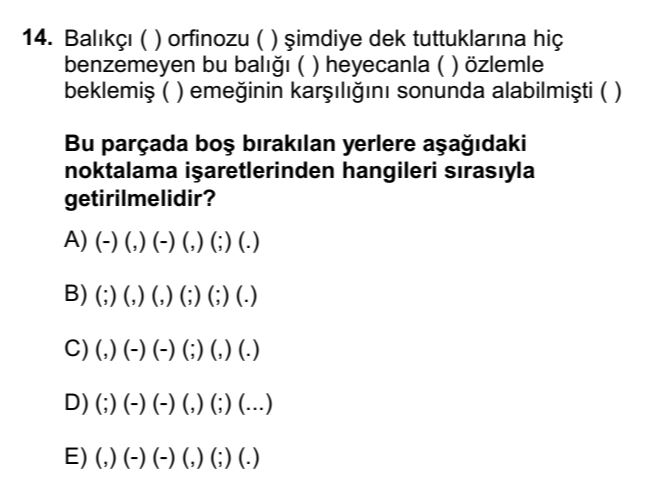 14. Balıkçı ( ) orfinozu ( ) şimdiye dek tuttuklarına hiç
benzemeyen bu balığı ( ) heyecanla ( ) özlemle
beklemiş ( ) emeğinin karşılığını sonunda alabilmişti ( )
Bu parçada boş bırakılan yerlere aşağıdaki
noktalama işaretlerinden hangileri sırasıyla
getirilmelidir?
A) (-) (,) (-) (,) (;) (.)
B) (;) (,) (,) (;) (;) (.)
C) (,) (-) (-) (;) (,) (.)
D) (;) (-) (-) (,) (;) (...)
E) (,) (-) (-) (,) (;) (.)